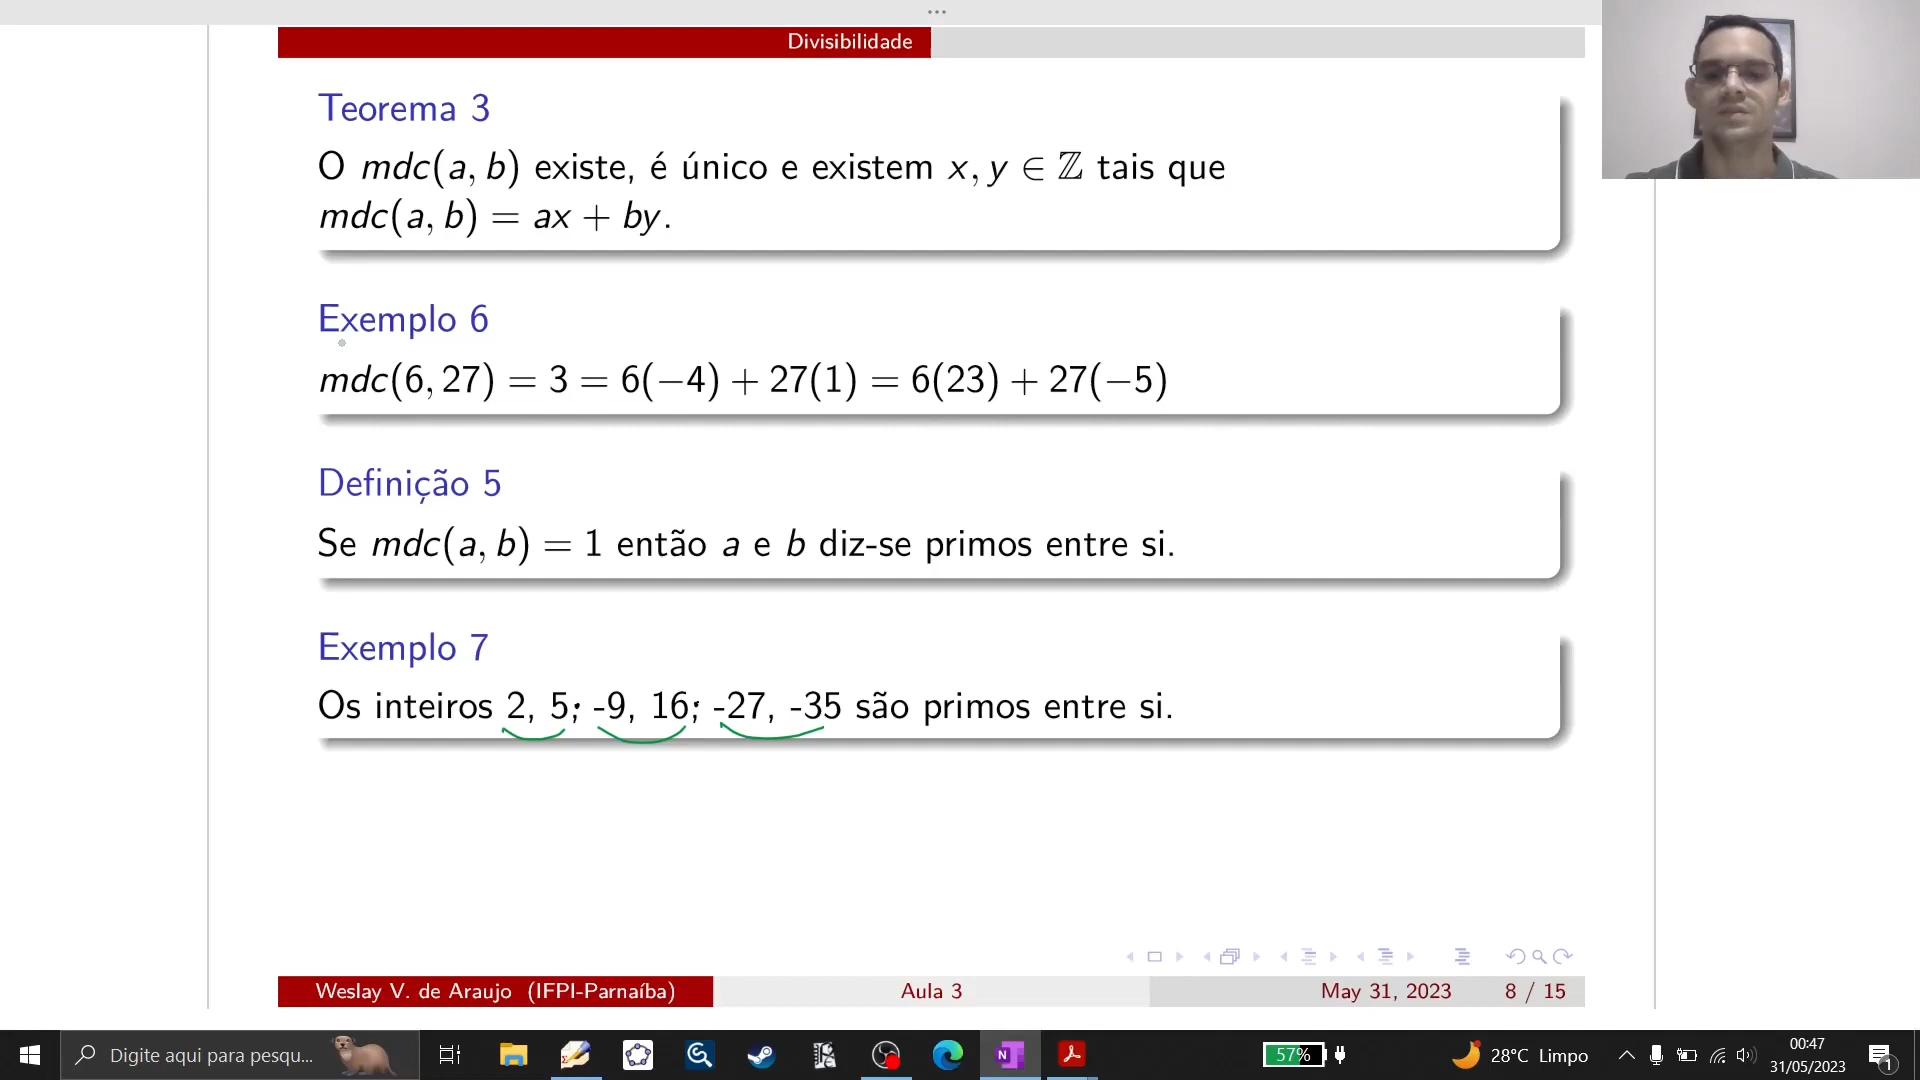 Divisibilidade
Teorema 3
O mdc(a, b) existe, é único e existem x, y ∈ ℤ tais que
mdc(a, b) = ax + by.
Exemplo 6
mdc(6, 27) = 3 = 6(−4) + 27(1) = 6(23) + 27(−5)
Definição 5
Se mdc(a, b) = 1 então a e b diz-se primos entre si.
Exemplo 7
Os inteiros 2, 5; -9, 16; -27, -35 são primos entre si.
Weslay V. de Araujo (IFPI-Parnaíba) Aula 3 May 31, 2023 8 / 15
Digite aqui para pesqu... 57% 28°C Limpo 00:47
31/05/2023 1